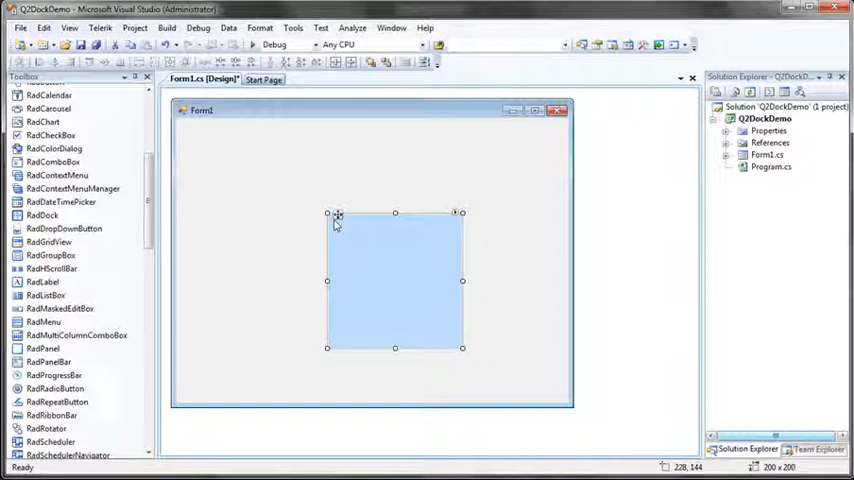 Q2DockDemo - Microsoft Visual Studio (Administrator)
File Edit View Telerik Project Build Debug Data Format Tools Test Analyze Window Help
Debug Any CPU
Toolbox
RadCalendar
RadCarousel
RadChart
RadCheckBox
RadColorDialog
RadComboBox
RadContextMenu
RadContextMenuManager
RadDateTimePicker
RadDock
RadDropDownButton
RadGridView
RadGroupBox
RadHScrollBar
RadLabel
RadListBox
RadMaskedEditBox
RadMenu
RadMultiColumnComboBox
RadPanel
RadPanelBar
RadProgressBar
RadRadioButton
RadRepeatButton
RadRibbonBar
RadRotator
RadScheduler
RadSchedulerNavigator
Form1.cs [Design]* Start Page
Form1
Solution Explorer - Q2DockD...
Solution 'Q2DockDemo' (1 project)
Q2DockDemo
Properties
References
Form1.cs
Program.cs
Solution Explorer Team Explorer
Ready 228, 144 200 x 200